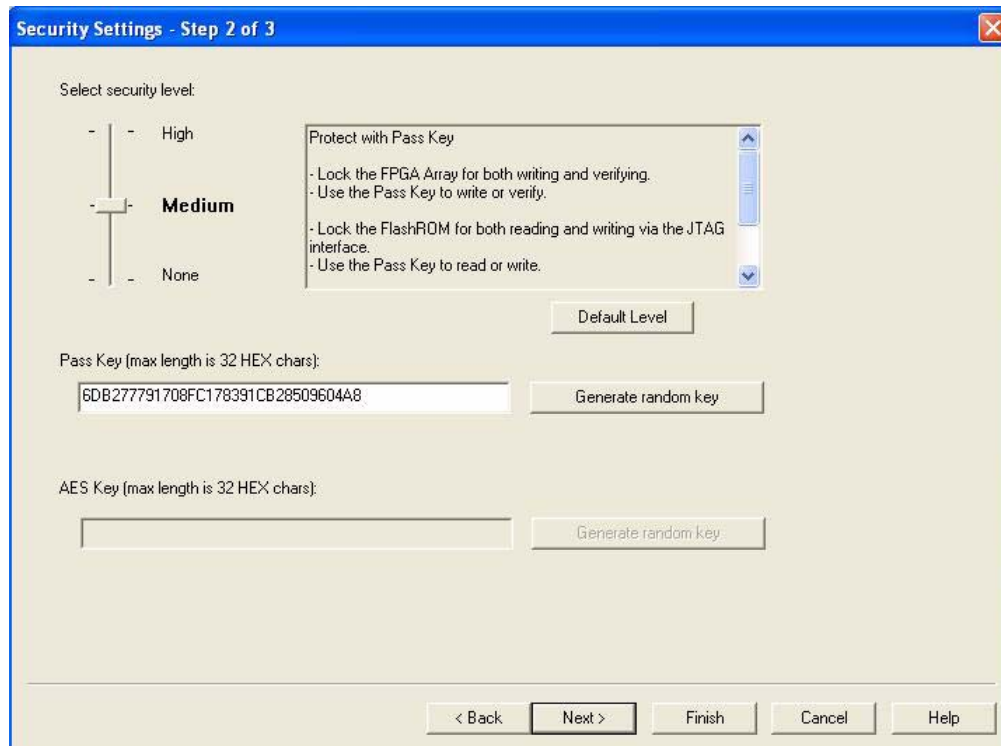 Security Settings - Step 2 of 3
Select security level:
High
Medium
None
Protect with Pass Key
- Lock the FPGA Array for both writing and verifying.
- Use the Pass Key to write or verify.
- Lock the FlashROM for both reading and writing via the JTAG
interface.
- Use the Pass Key to read or write.
Default Level
Pass Key (max length is 32 HEX chars):
6DB277791708FC178391CB28509604A8
Generate random key
AES Key (max length is 32 HEX chars):
Generate random key
< Back
Next >
Finish
Cancel
Help